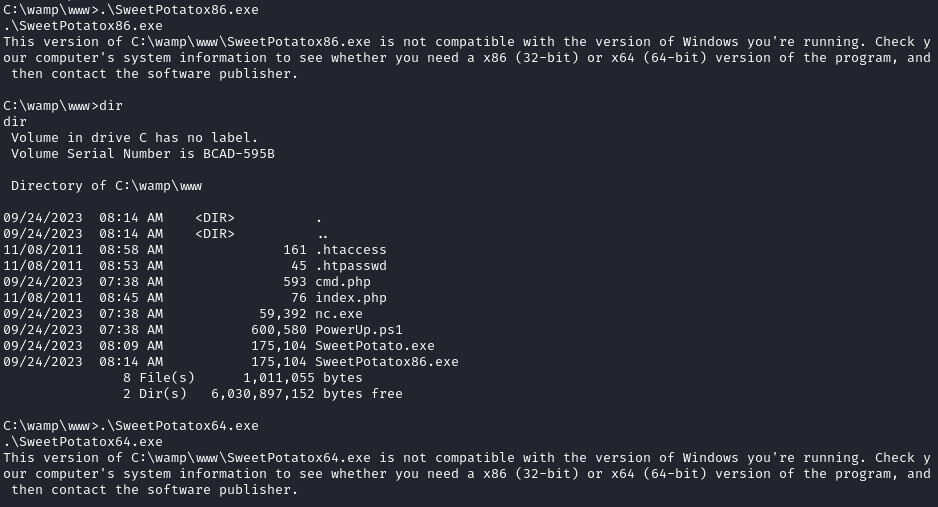 C:\wamp\www>.\SweetPotatox86.exe
.\SweetPotatox86.exe
This version of C:\wamp\www\SweetPotatox86.exe is not compatible with the version of Windows you're running. Check y
our computer's system information to see whether you need a x86 (32-bit) or x64 (64-bit) version of the program, and
 then contact the software publisher.

C:\wamp\www>dir
dir
 Volume in drive C has no label.
 Volume Serial Number is BCAD-595B

 Directory of C:\wamp\www

09/24/2023  08:14 AM    <DIR>          .
09/24/2023  08:14 AM    <DIR>          ..
11/08/2011  08:58 AM               161 .htaccess
11/08/2011  08:53 AM                45 .htpasswd
09/24/2023  07:38 AM               593 cmd.php
11/08/2011  08:45 AM                76 index.php
09/24/2023  07:38 AM            59,392 nc.exe
09/24/2023  07:38 AM           600,580 PowerUp.ps1
09/24/2023  08:09 AM           175,104 SweetPotato.exe
09/24/2023  08:14 AM           175,104 SweetPotatox86.exe
               8 File(s)      1,011,055 bytes
               2 Dir(s)   6,030,897,152 bytes free

C:\wamp\www>.\SweetPotatox64.exe
.\SweetPotatox64.exe
This version of C:\wamp\www\SweetPotatox64.exe is not compatible with the version of Windows you're running. Check y
our computer's system information to see whether you need a x86 (32-bit) or x64 (64-bit) version of the program, and
 then contact the software publisher.